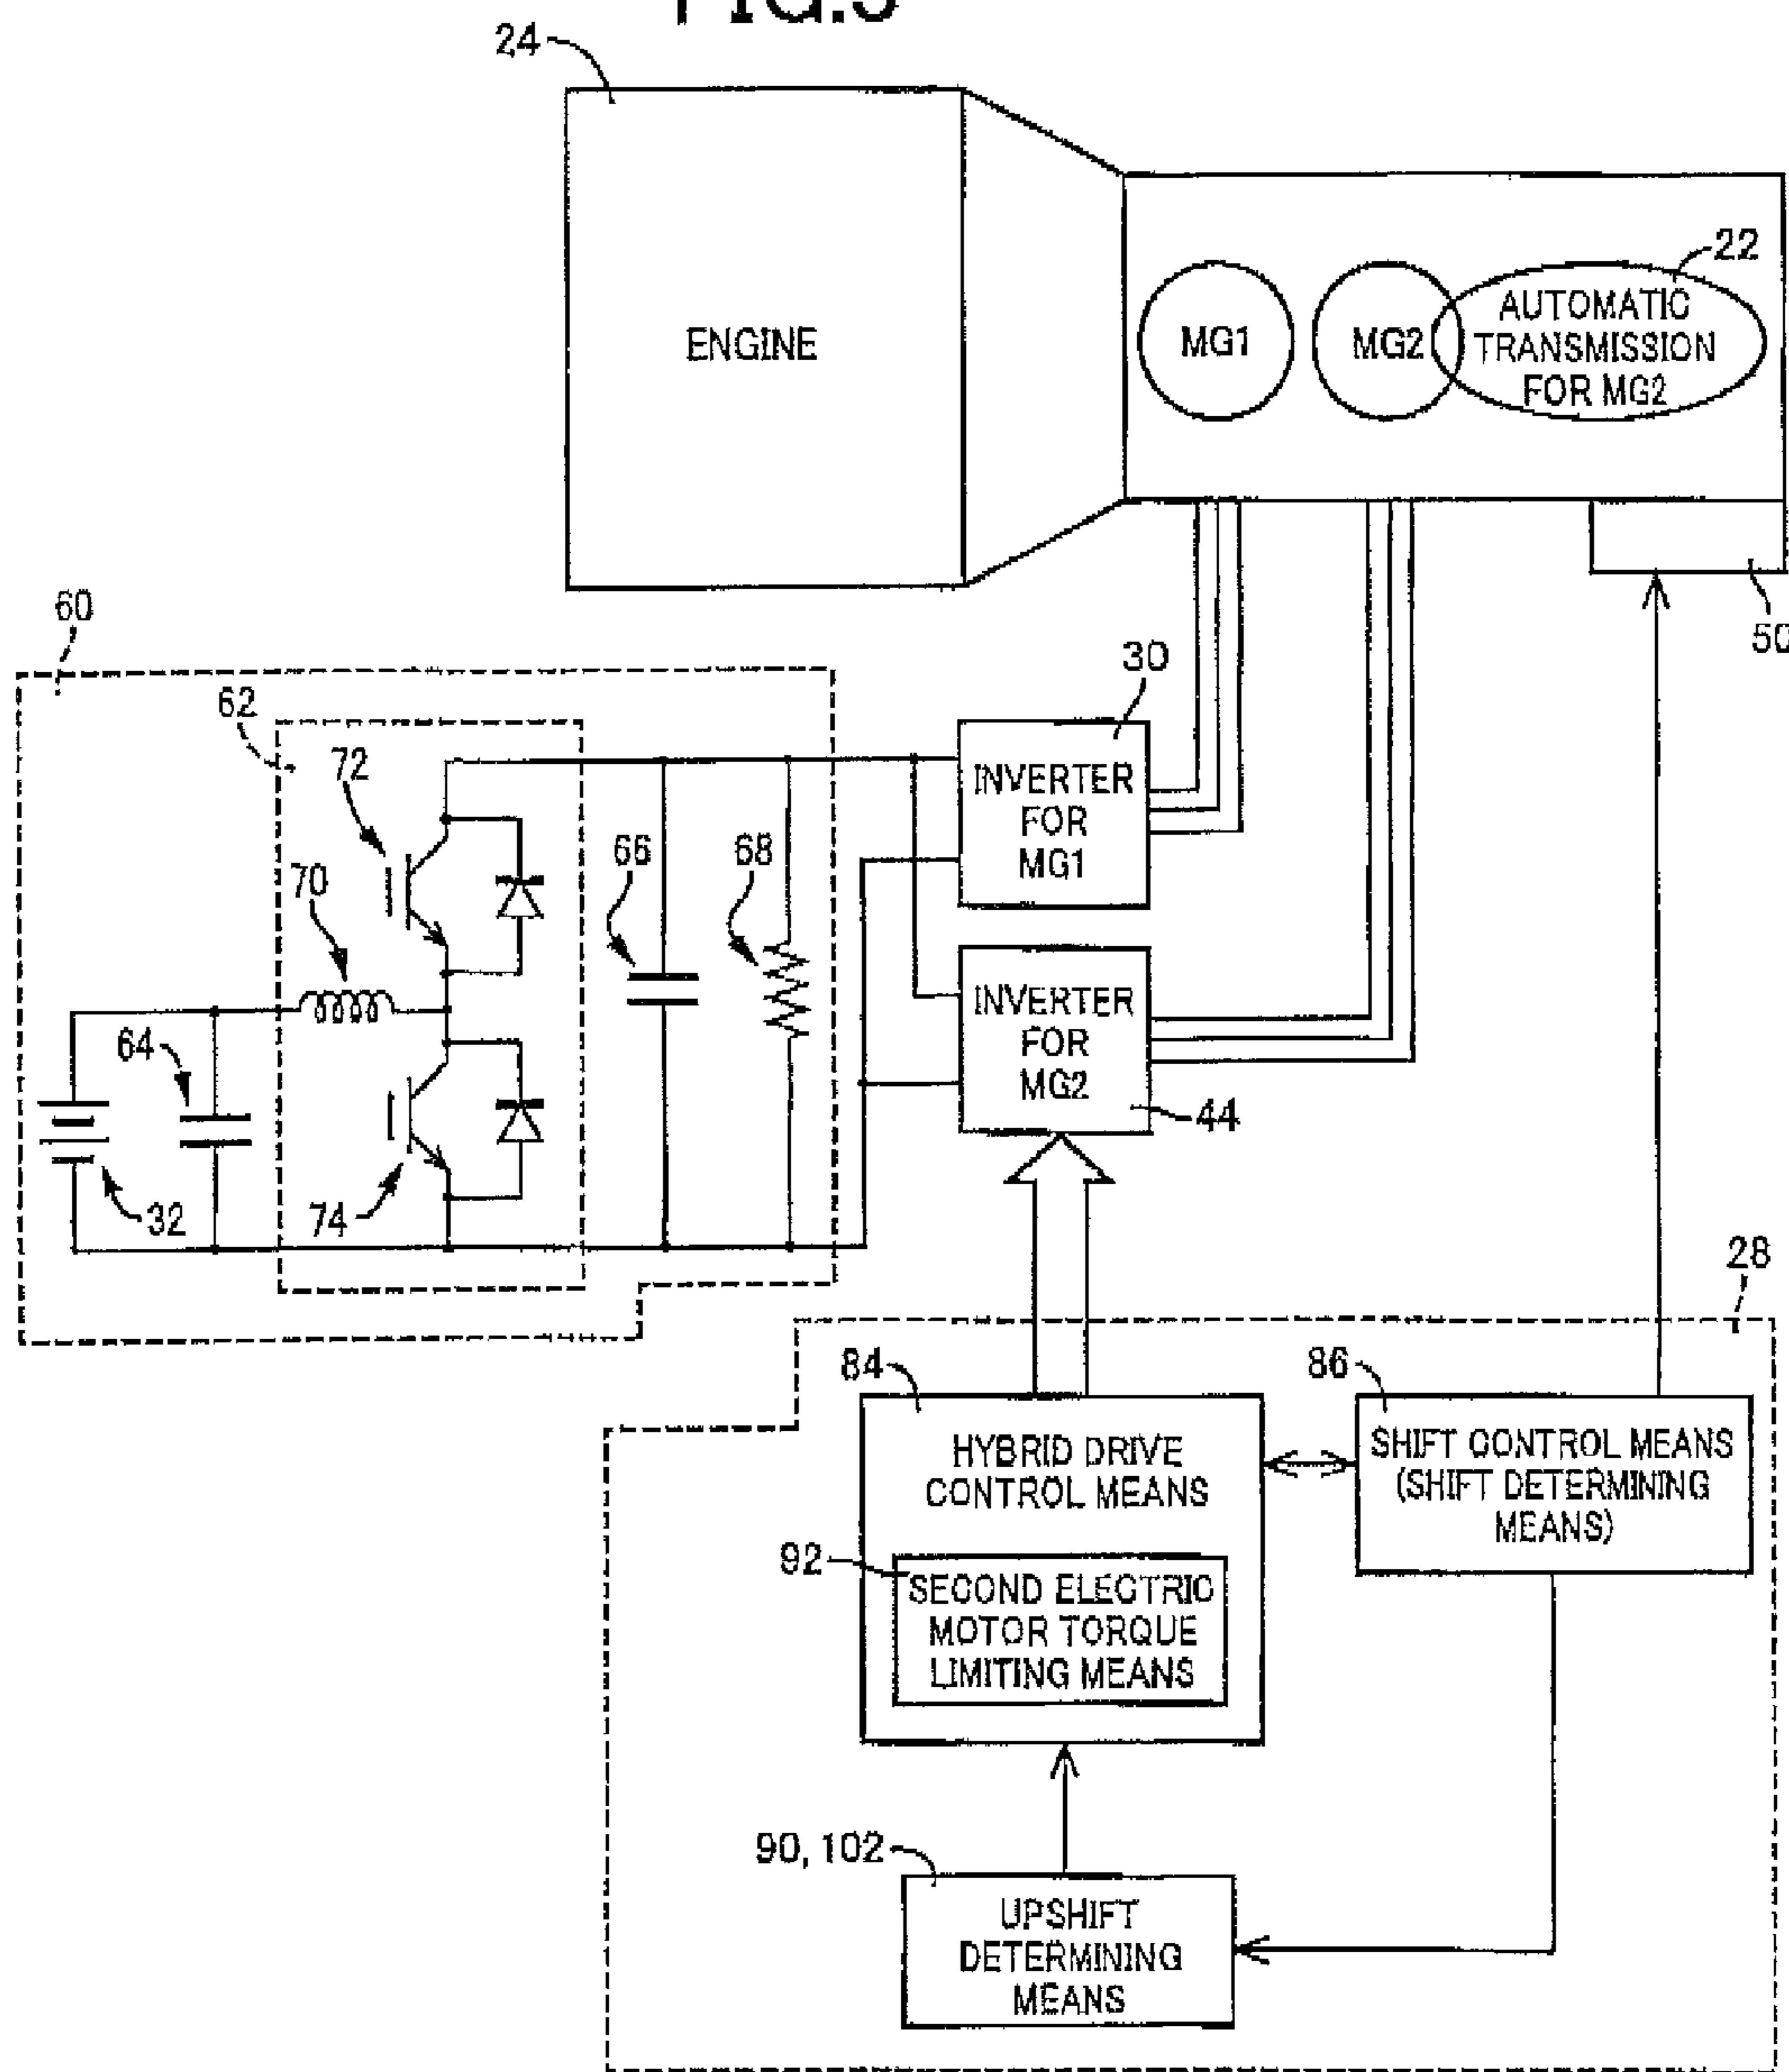 24
ENGINE
MG1
MG2
22
AUTOMATIC
TRANSMISSION
FOR MG2
50
60
62
72
70
66
68
64
32
74
30
INVERTER
FOR
MG1
INVERTER
FOR
MG2
44
28
84
HYBRID DRIVE
CONTROL MEANS
86
SHIFT CONTROL MEANS
(SHIFT DETERMINING
MEANS)
92
SECOND ELECTRIC
MOTOR TORQUE
LIMITING MEANS
90, 102
UPSHIFT
DETERMINING
MEANS